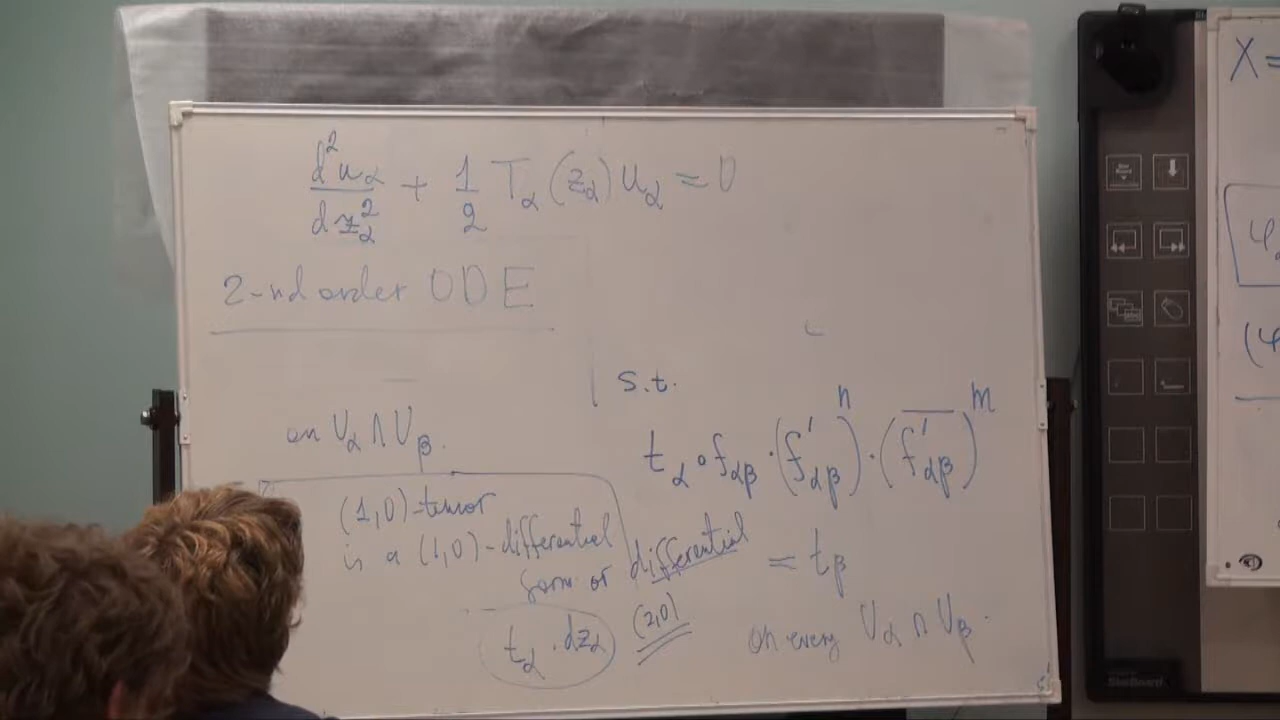 d²u_α/dz_α² + 1/2 T_α(z_α)u_α = 0
2-nd order ODE
on U_α ∩ U_β.
(1,0)-tensor
is a (1,0)-differential
form or differential
t_α · dz_α
(2,0)
s.t.
t_α ∘ f_αβ · (f'_αβ)^n · (\overline{f'_αβ})^m
= t_β
on every U_α ∩ U_β.
X =
(φ
StarBoard